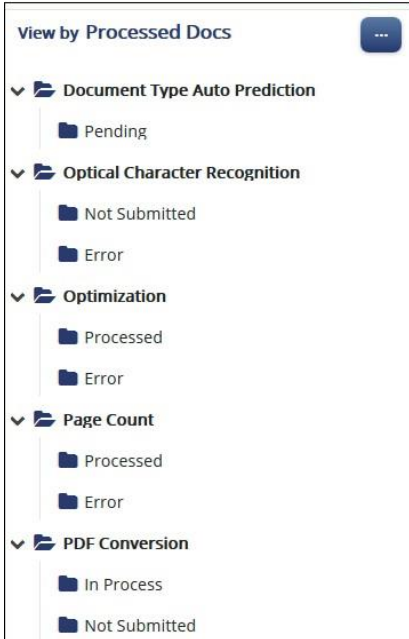 View by Processed Docs
...
Document Type Auto Prediction
Pending
Optical Character Recognition
Not Submitted
Error
Optimization
Processed
Error
Page Count
Processed
Error
PDF Conversion
In Process
Not Submitted